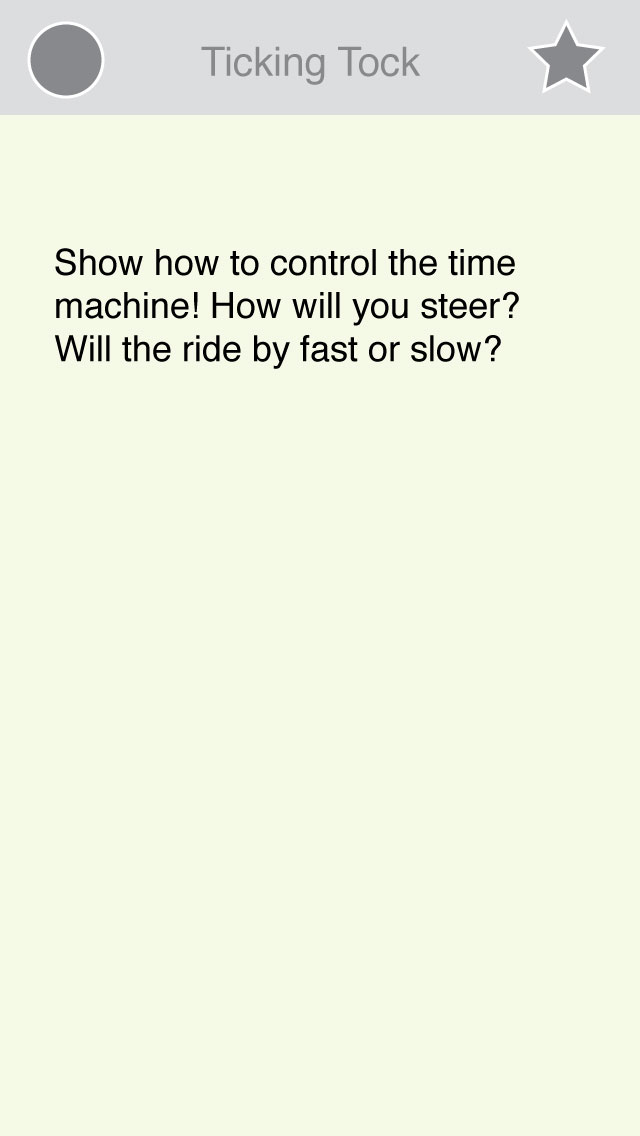 Ticking Tock
Show how to control the time
machine! How will you steer?
Will the ride by fast or slow?